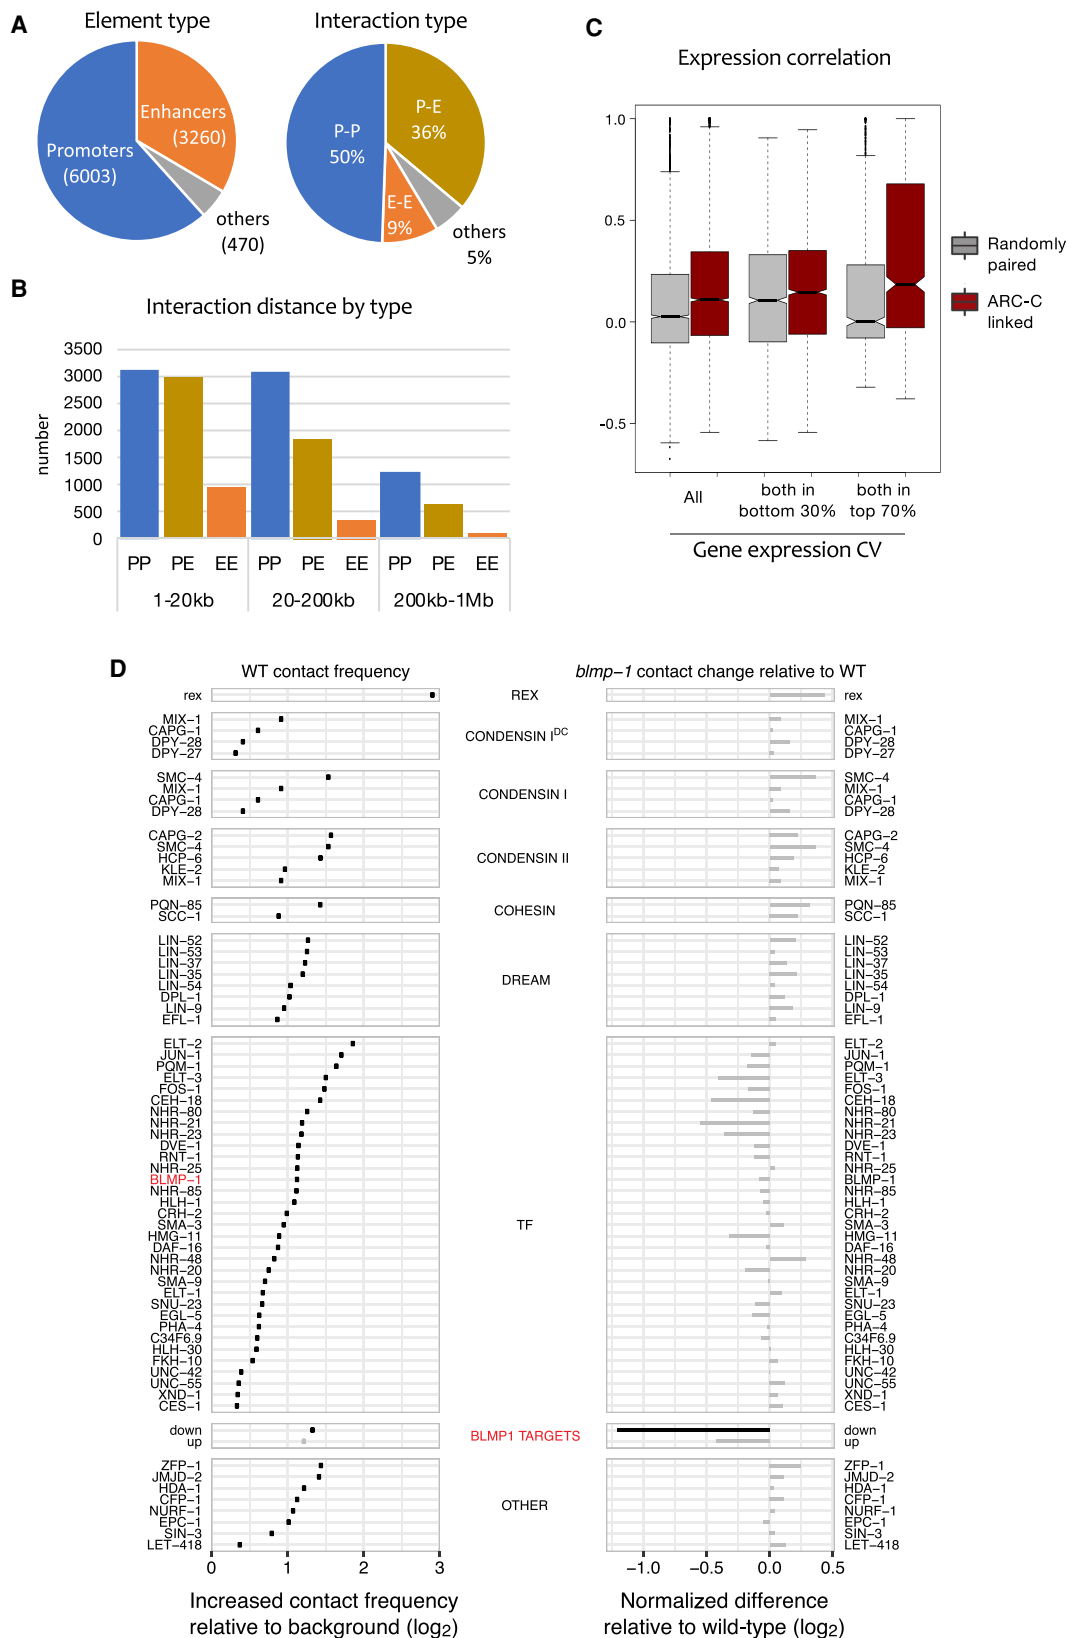 A
Element type
Interaction type
Enhancers
(3260)
Promoters
(6003)
others
(470)
P-E
36%
P-P
50%
E-E
9%
others
5%
B
Interaction distance by type
3500
3000
2500
2000
1500
1000
500
0
number
PP PE EE PP PE EE PP PE EE
1-20kb 20-200kb 200kb-1Mb
C
Expression correlation
1.0
0.5
0.0
−0.5
All
both in
bottom 30%
both in
top 70%
Gene expression CV
Randomly
paired
ARC-C
linked
D
WT contact frequency
blmp−1 contact change relative to WT
rex REX rex
MIX−1 MIX−1
CAPG−1 CAPG−1
CONDENSIN I DC
DPY−28 DPY−28
DPY−27 DPY−27
SMC−4 SMC−4
MIX−1 MIX−1
CONDENSIN I
CAPG−1 CAPG−1
DPY−28 DPY−28
CAPG−2 CAPG−2
SMC−4 SMC−4
HCP−6 CONDENSIN II HCP−6
KLE−2 KLE−2
MIX−1 MIX−1
PQN−85 PQN−85
COHESIN
SCC−1 SCC−1
LIN−52 LIN−52
LIN−53 LIN−53
LIN−37 LIN−37
LIN−35 LIN−35
DREAM
LIN−54 LIN−54
DPL−1 DPL−1
LIN−9 LIN−9
EFL−1 EFL−1
ELT−2 ELT−2
JUN−1 JUN−1
PQM−1 PQM−1
ELT−3 ELT−3
FOS−1 FOS−1
CEH−18 CEH−18
NHR−80 NHR−80
NHR−21 NHR−21
NHR−23 NHR−23
DVE−1 DVE−1
RNT−1 RNT−1
NHR−25 NHR−25
BLMP−1 BLMP−1
NHR−85 NHR−85
HLH−1 HLH−1
CRH−2 CRH−2
SMA−3 TF SMA−3
HMG−11 HMG−11
DAF−16 DAF−16
NHR−48 NHR−48
NHR−20 NHR−20
SMA−9 SMA−9
ELT−1 ELT−1
SNU−23 SNU−23
EGL−5 EGL−5
PHA−4 PHA−4
C34F6.9 C34F6.9
HLH−30 HLH−30
FKH−10 FKH−10
UNC−42 UNC−42
UNC−55 UNC−55
XND−1 XND−1
CES−1 CES−1
down down
BLMP1 TARGETS
up up
ZFP−1 ZFP−1
JMJD−2 JMJD−2
HDA−1 HDA−1
CFP−1 CFP−1
OTHER
NURF−1 NURF−1
EPC−1 EPC−1
SIN−3 SIN−3
LET−418 LET−418
0 1 2 3 −1.0 −0.5 0.0 0.5
Increased contact frequency
relative to background (log2)
Normalized difference
relative to wild−type (log2)